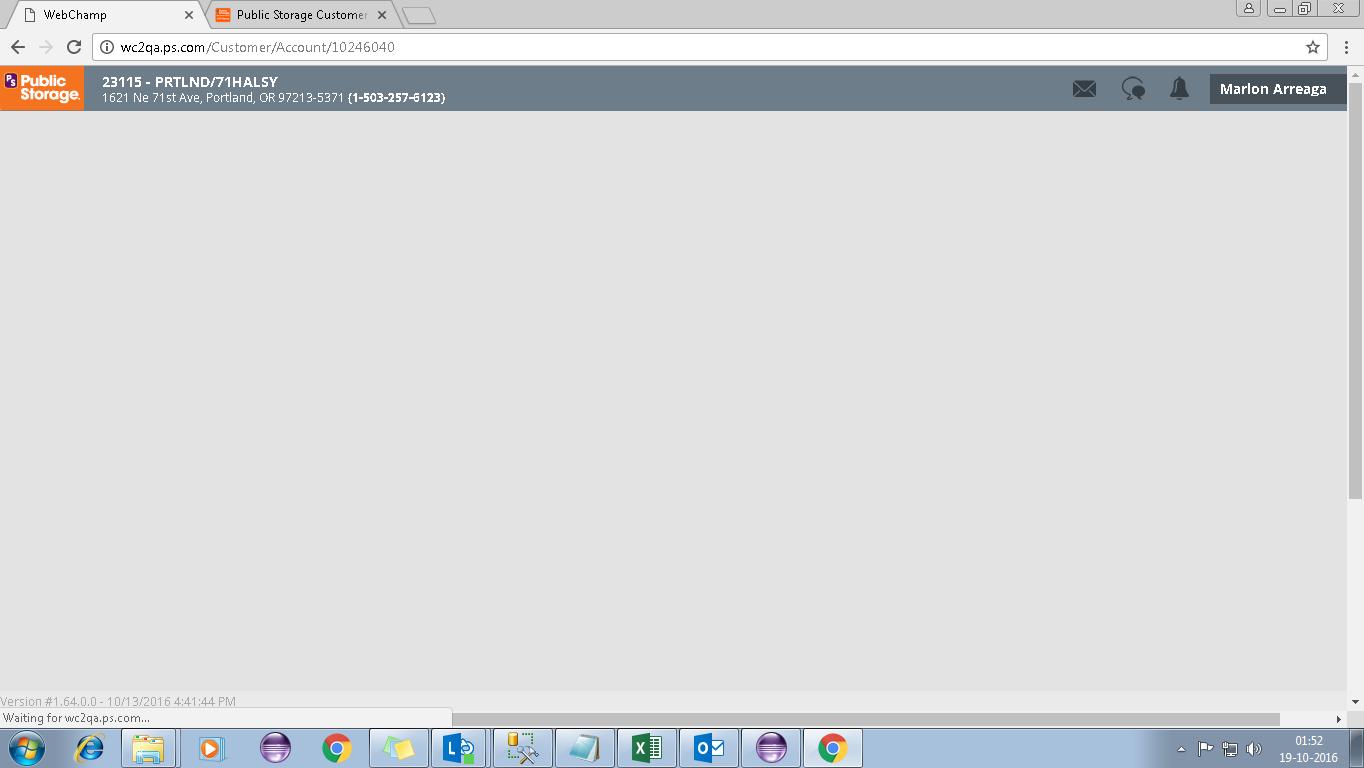 WebChamp
Public Storage Customer
wc2qa.ps.com/Customer/Account/10246040
PS Public Storage.
23115 - PRTLND/71HALSY
1621 Ne 71st Ave, Portland, OR 97213-5371 (1-503-257-6123)
Marlon Arreaga
Version #1.64.0.0 - 10/13/2016 4:41:44 PM
Waiting for wc2qa.ps.com...
01:52
19-10-2016